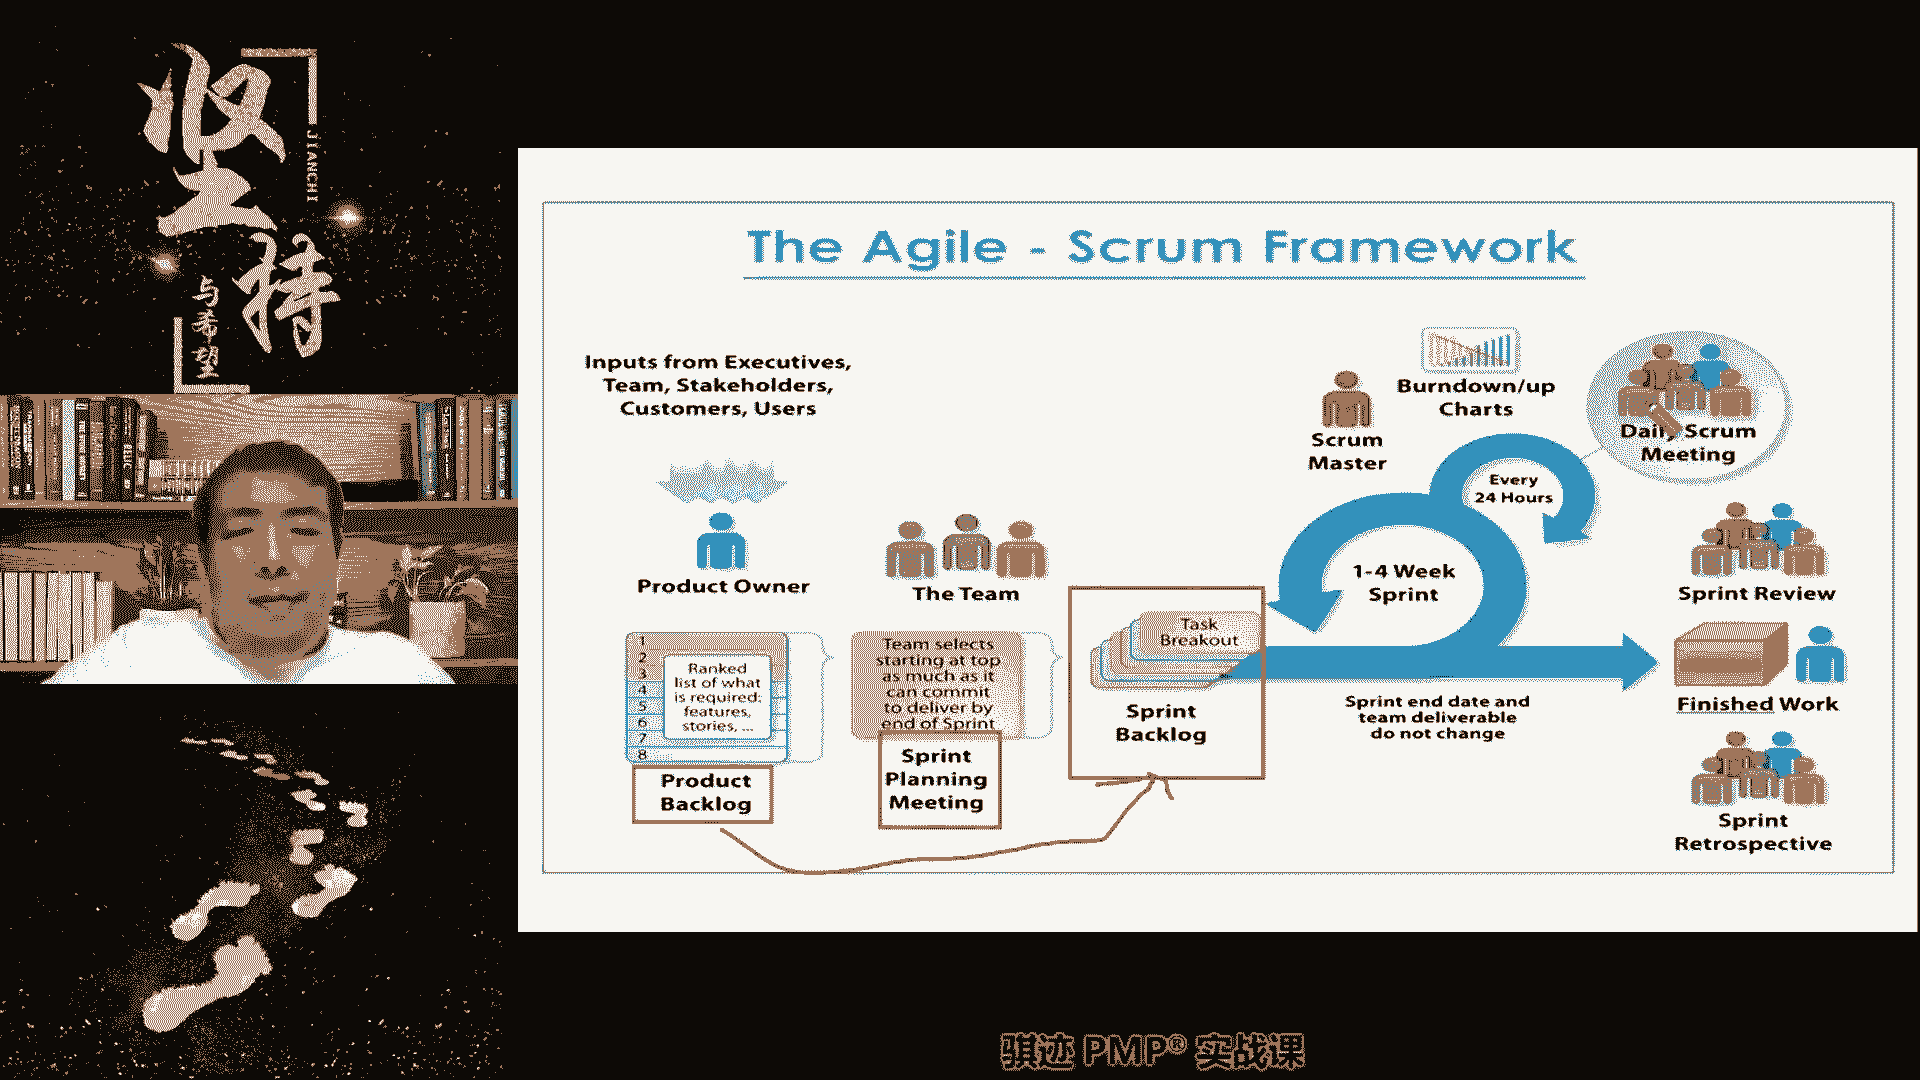 坚持
JIANCHI
与希望
The Agile - Scrum Framework
Inputs from Executives,
Team, Stakeholders,
Customers, Users
Product Owner
The Team
1
2
3
4
5
6
7
8
Ranked
list of what
is required:
features,
stories, ...
Product
Backlog
Team selects
starting at top
as much as it
can commit
to deliver by
end of Sprint
Sprint
Planning
Meeting
Task
Breakout
Sprint
Backlog
Scrum
Master
Burndown/up
Charts
Every
24 Hours
1-4 Week
Sprint
Sprint end date and
team deliverable
do not change
Daily Scrum
Meeting
Sprint Review
Finished Work
Sprint
Retrospective
骐迹 PMP® 实战课